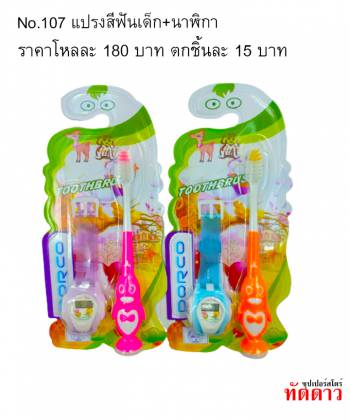 No.107 แปรงสีฟันเด็ก+นาฬิกา
ราคาโหลละ 180 บาท ตกชิ้นละ 15 บาท
TOOTHBRU
TOOTHBRUS
DORCO
DORCO
ซุปเปอร์สโตร์
ทัดดาว